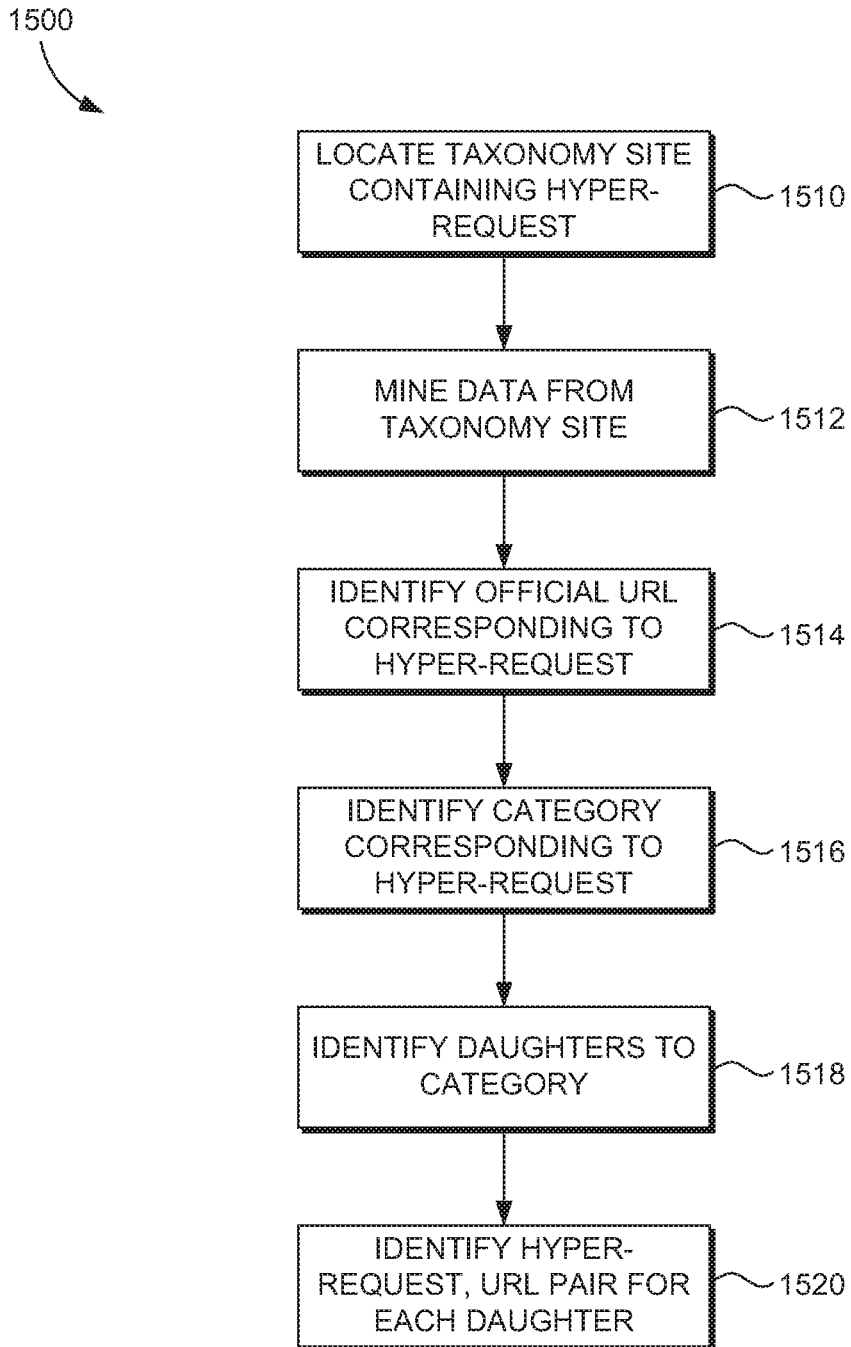 1500
LOCATE TAXONOMY SITE
CONTAINING HYPER-
REQUEST
1510
MINE DATA FROM
TAXONOMY SITE
1512
IDENTIFY OFFICIAL URL
CORRESPONDING TO
HYPER-REQUEST
1514
IDENTIFY CATEGORY
CORRESPONDING TO
HYPER-REQUEST
1516
IDENTIFY DAUGHTERS TO
CATEGORY
1518
IDENTIFY HYPER-
REQUEST, URL PAIR FOR
EACH DAUGHTER
1520